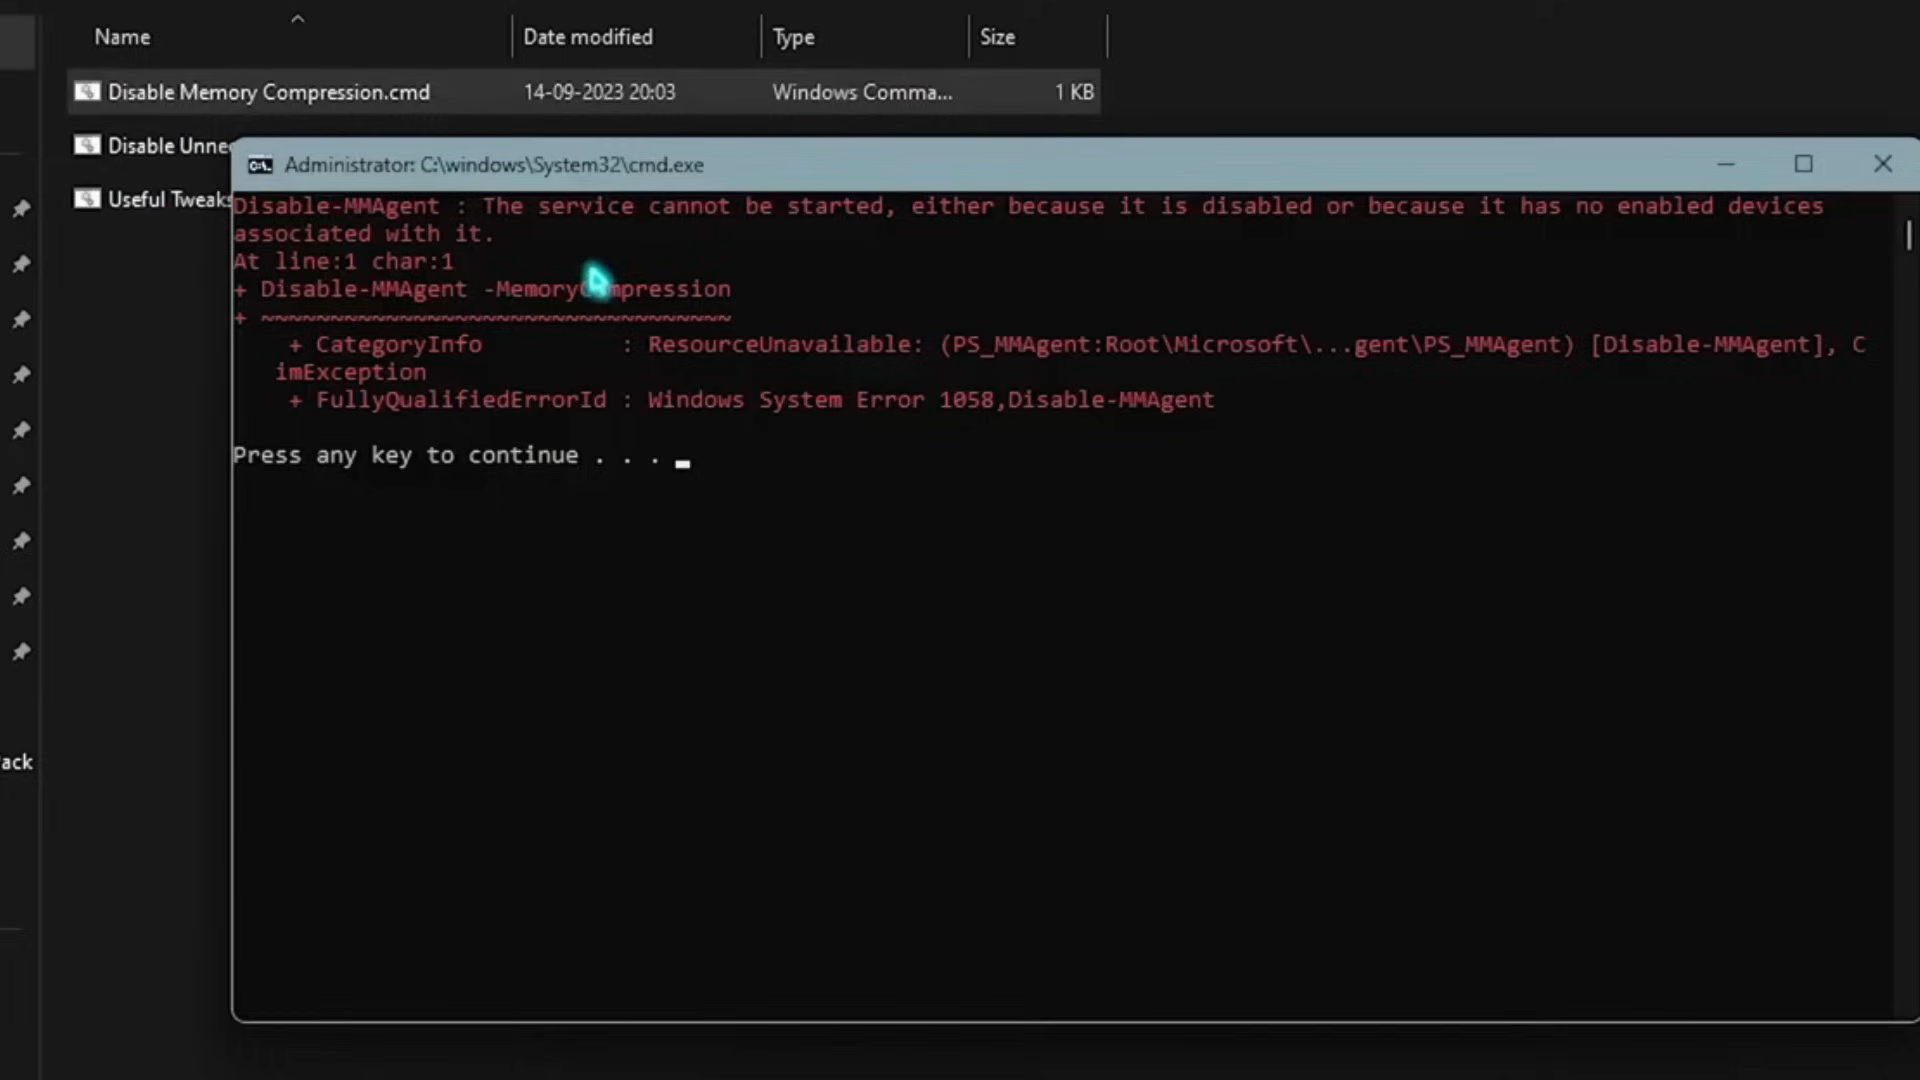 Name Date modified Type Size
Disable Memory Compression.cmd 14-09-2023 20:03 Windows Comma... 1 KB
Disable Unne
Useful Tweaks
Administrator: C:\windows\System32\cmd.exe
Disable-MMAgent : The service cannot be started, either because it is disabled or because it has no enabled devices
associated with it.
At line:1 char:1
+ Disable-MMAgent -MemoryCompression
+ ~~~~~~~~~~~~~~~~~~~~~~~~~~~~~~~~~~
+ CategoryInfo : ResourceUnavailable: (PS_MMAgent:Root\Microsoft\...gent\PS_MMAgent) [Disable-MMAgent], C
imException
+ FullyQualifiedErrorId : Windows System Error 1058,Disable-MMAgent
Press any key to continue . . .
ack